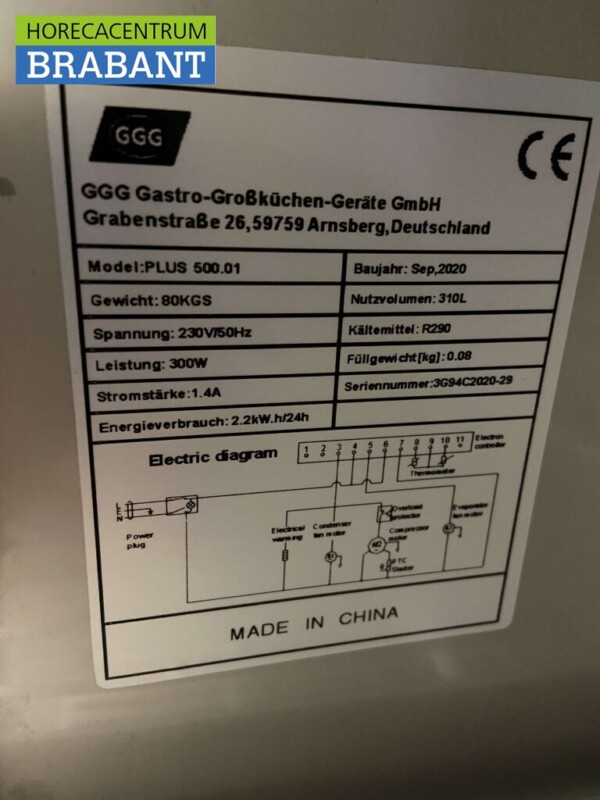 HORECACENTRUM
BRABANT
GGG
CE
GGG Gastro-Großküchen-Geräte GmbH
Grabenstraße 26,59759 Arnsberg,Deutschland
Model:PLUS 500.01
Baujahr: Sep,2020
Gewicht: 80KGS
Nutzvolumen: 310L
Spannung: 230V/50Hz
Kältemittel: R290
Leistung: 300W
Füllgewicht[kg]: 0.08
Stromstärke:1.4A
Seriennummer:3G94C2020-29
Energieverbrauch: 2.2kW.h/24h
Electric diagram
1 2 3 4 5 6 7 8 9 10 11
Electron
controller
Thermometer
L
E
N
Power
plug
Electrical
warming
Condenser
fan motor
Overload
protector
Compressor
motor
M2
PTC
Evaporator
fan motor
MADE IN CHINA